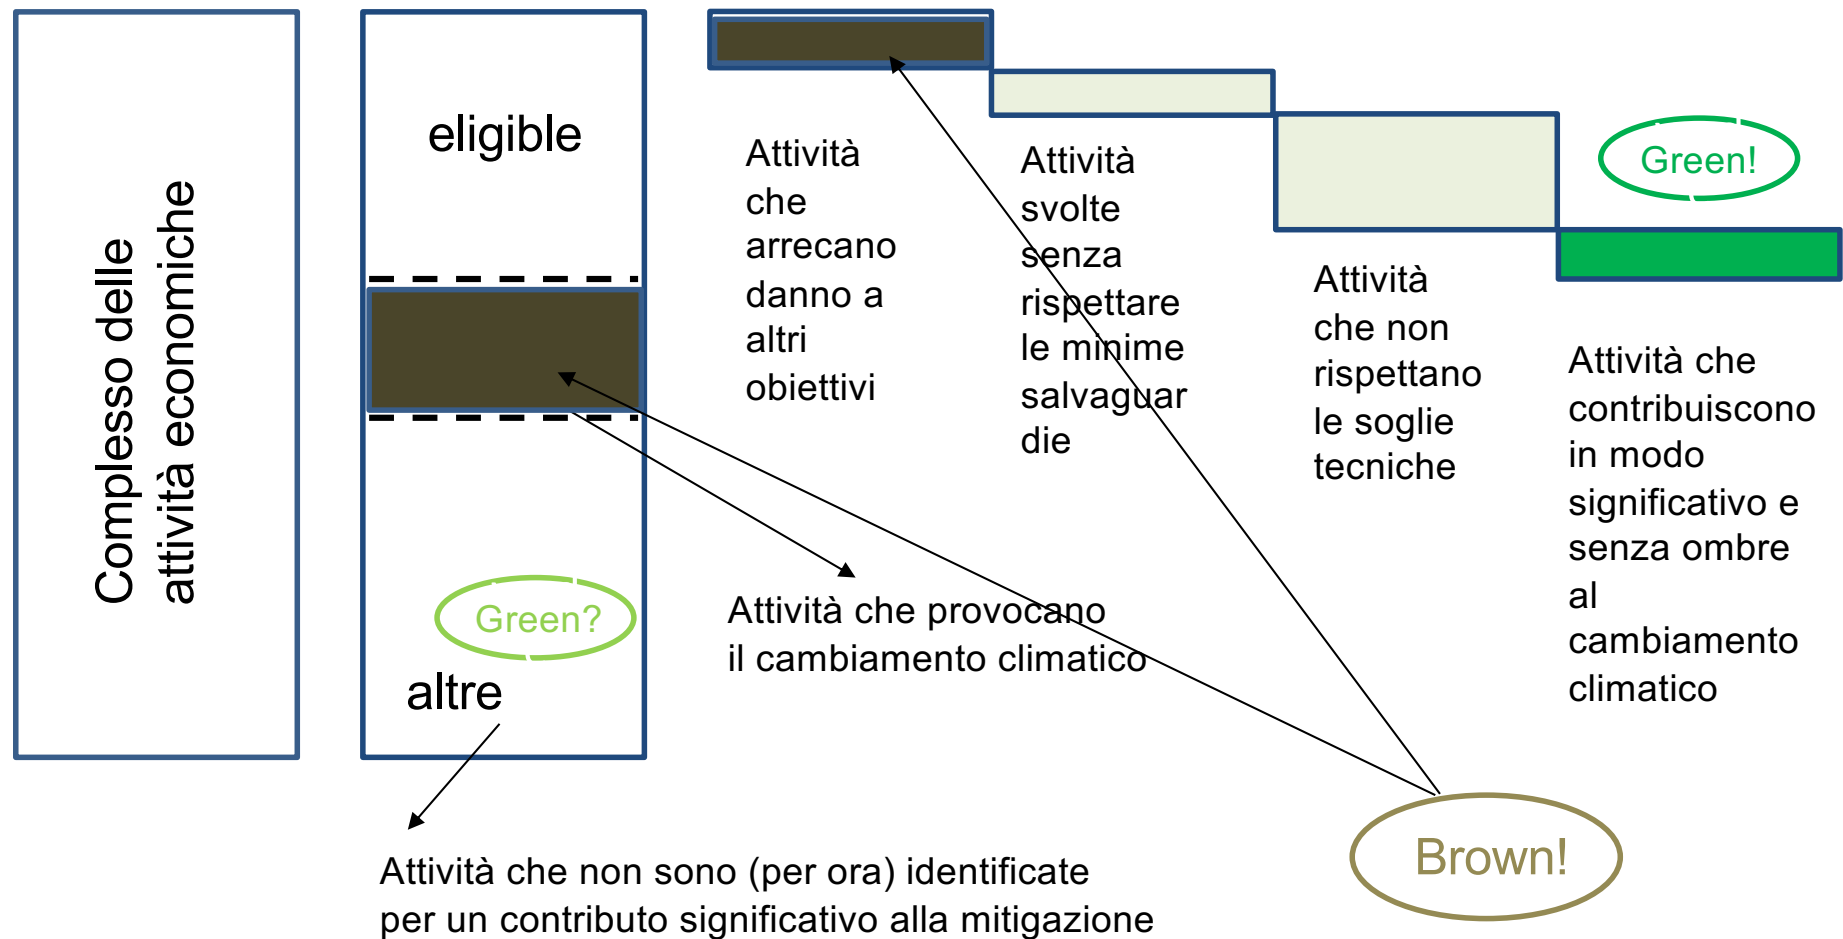 Complesso delle
attività economiche
eligible
Green?
altre
Attività
che
arrecano
danno a
altri
obiettivi
Attività
svolte
senza
rispettare
le minime
salvaguar
die
Attività
che non
rispettano
le soglie
tecniche
Green!
Attività che
contribuiscono
in modo
significativo e
senza ombre
al
cambiamento
climatico
Attività che provocano
il cambiamento climatico
Brown!
Attività che non sono (per ora) identificate
per un contributo significativo alla mitigazione